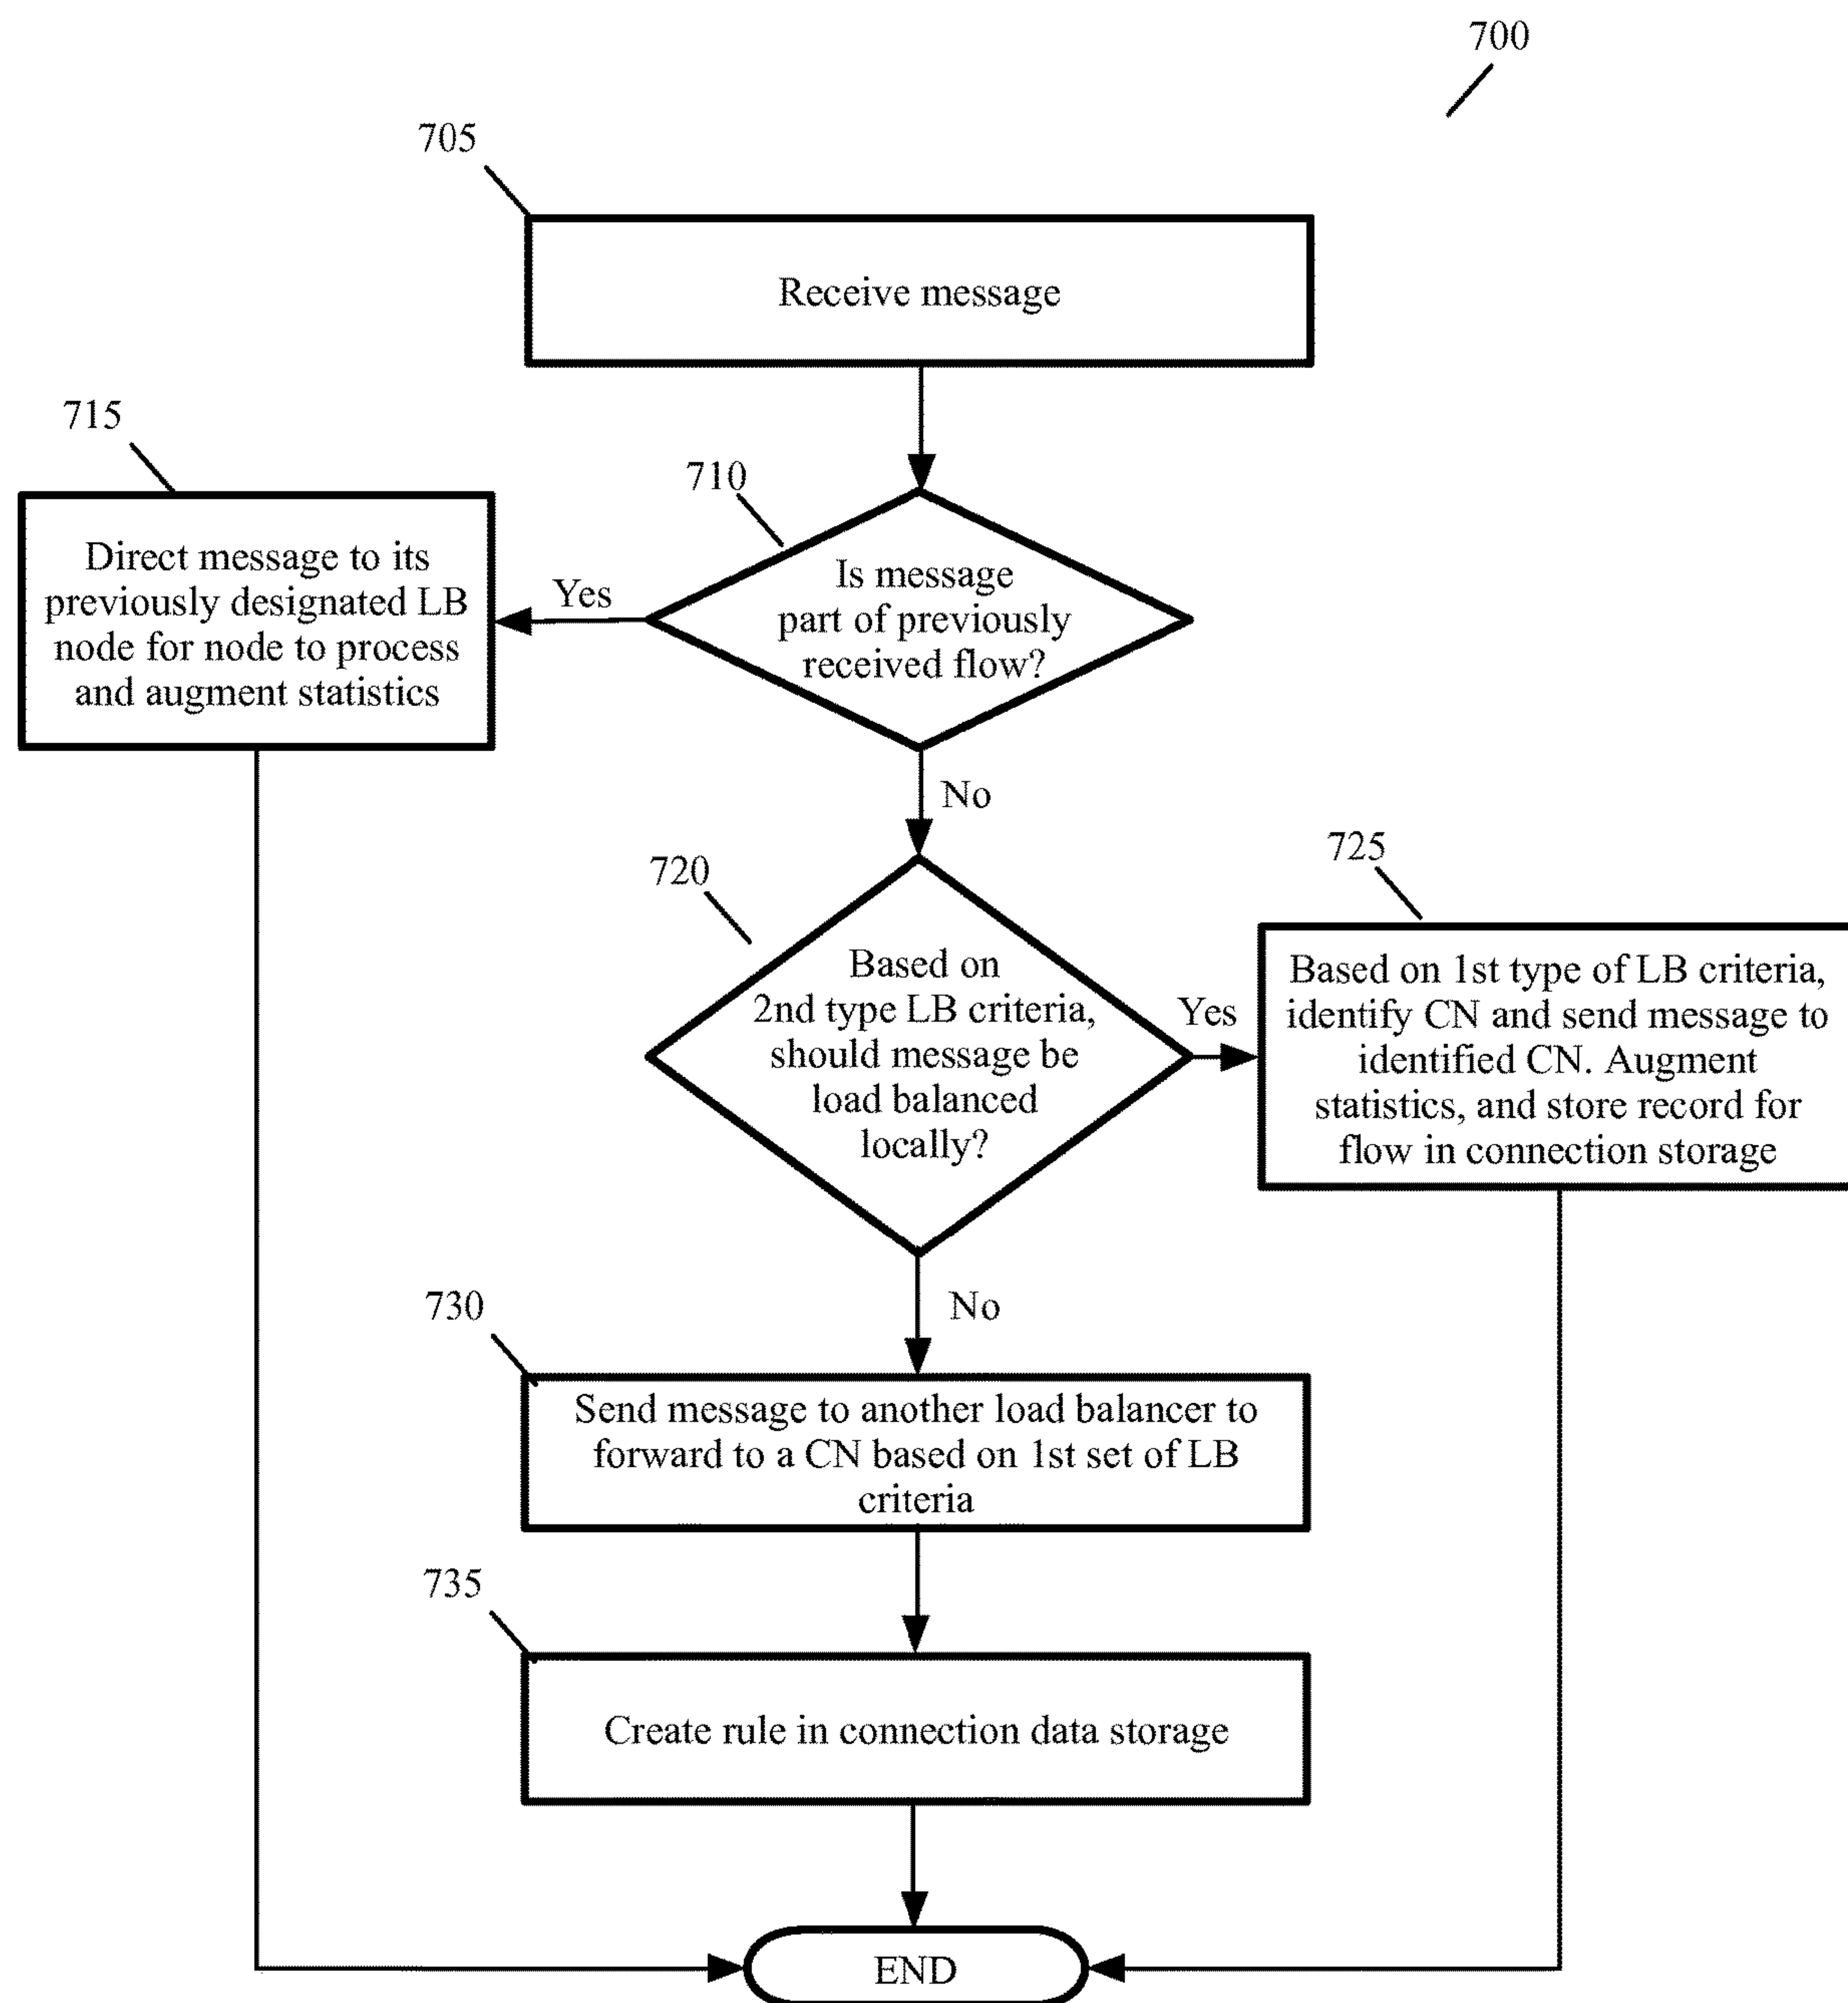 700
705
Receive message
715
710
Direct message to its
previously designated LB
node for node to process
and augment statistics
Yes
Is message
part of previously
received flow?
No
720
725
Based on
2nd type LB criteria,
should message be
load balanced
locally?
Yes
Based on 1st type of LB criteria,
identify CN and send message to
identified CN. Augment
statistics, and store record for
flow in connection storage
No
730
Send message to another load balancer to
forward to a CN based on 1st set of LB
criteria
735
Create rule in connection data storage
END